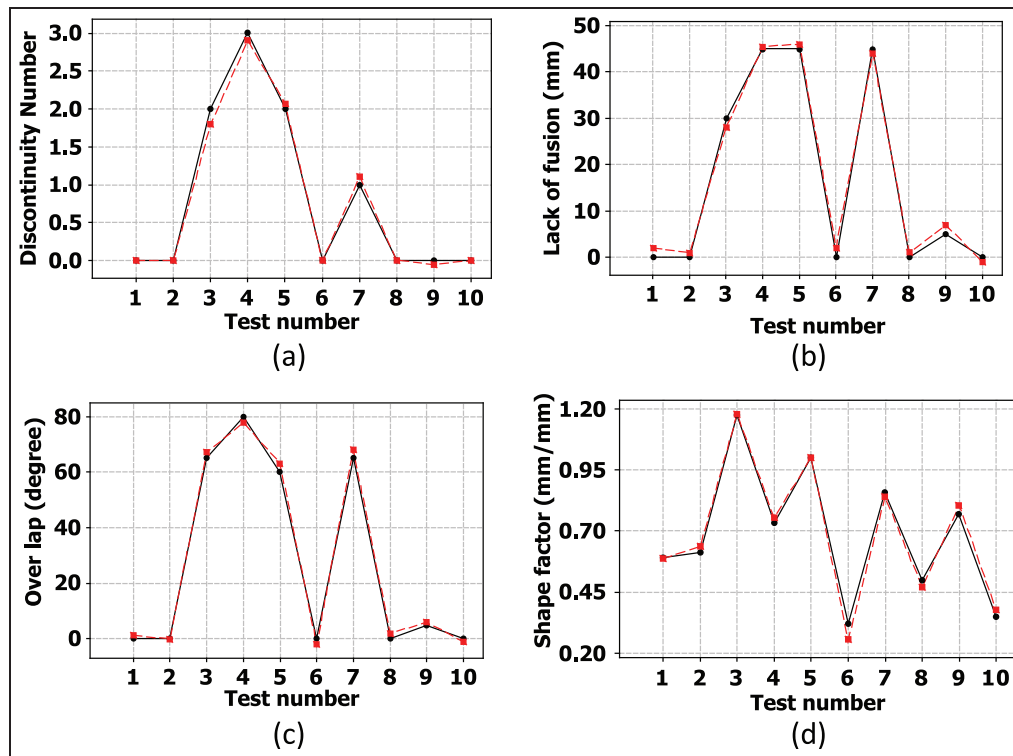 Discontinuity Number
3.0
2.5
2.0
1.5
1.0
0.5
0.0
1 2 3 4 5 6 7 8 9 10
Test number
(a)
Lack of fusion (mm)
50
40
30
20
10
0
1 2 3 4 5 6 7 8 9 10
Test number
(b)
Over lap (degree)
80
60
40
20
0
1 2 3 4 5 6 7 8 9 10
Test number
(c)
Shape factor (mm/mm)
1.20
0.95
0.70
0.45
0.20
1 2 3 4 5 6 7 8 9 10
Test number
(d)